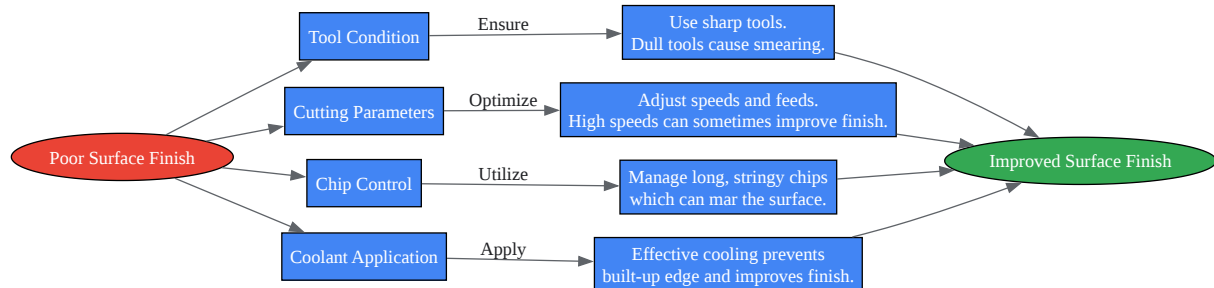 Poor Surface Finish
Tool Condition
Ensure
Use sharp tools.
Dull tools cause smearing.
Cutting Parameters
Optimize
Adjust speeds and feeds.
High speeds can sometimes improve finish.
Chip Control
Utilize
Manage long, stringy chips
which can mar the surface.
Coolant Application
Apply
Effective cooling prevents
built-up edge and improves finish.
Improved Surface Finish